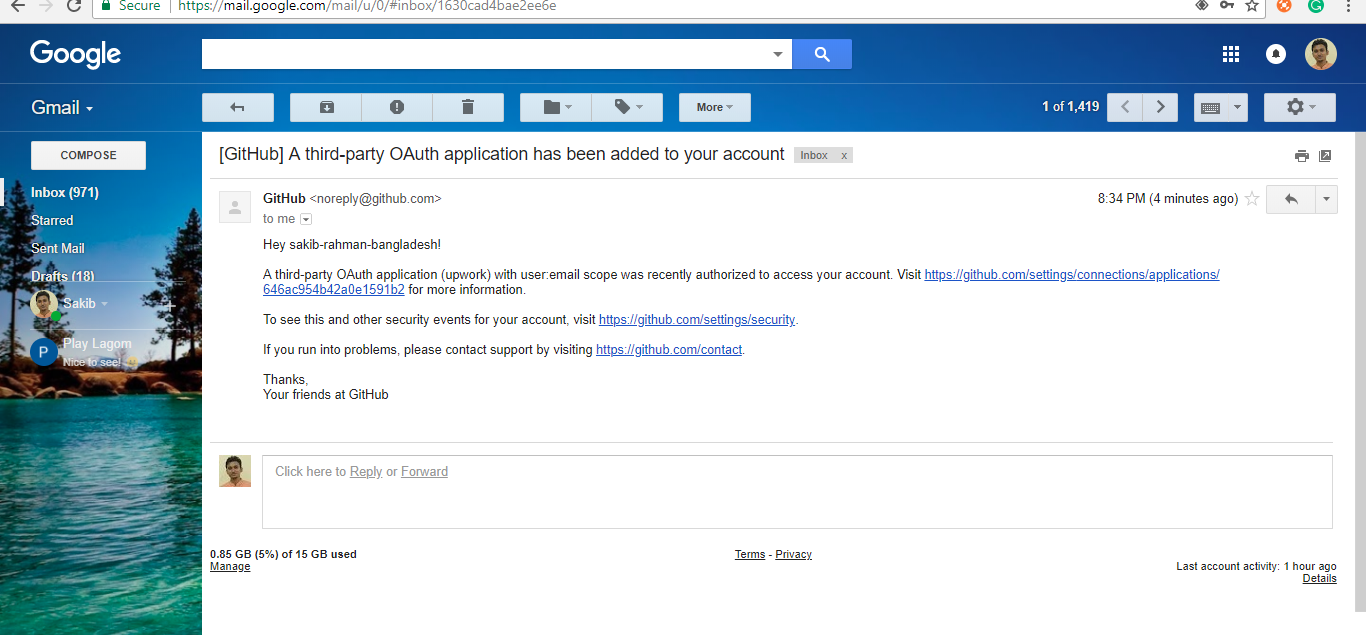 Secure | https://mail.google.com/mail/u/0/#inbox/1630cad4bae2ee6e
Google
Gmail
More
1 of 1,419
COMPOSE
Inbox (971)
Starred
Sent Mail
Drafts (18)
Sakib
+
P
Play Lagom
Nice to see!
[GitHub] A third-party OAuth application has been added to your account
Inbox x
GitHub <noreply@github.com>
8:34 PM (4 minutes ago)
to me
Hey sakib-rahman-bangladesh!
A third-party OAuth application (upwork) with user:email scope was recently authorized to access your account. Visit https://github.com/settings/connections/applications/
646ac954b42a0e1591b2 for more information.
To see this and other security events for your account, visit https://github.com/settings/security.
If you run into problems, please contact support by visiting https://github.com/contact.
Thanks,
Your friends at GitHub
Click here to Reply or Forward
0.85 GB (5%) of 15 GB used
Manage
Terms - Privacy
Last account activity: 1 hour ago
Details